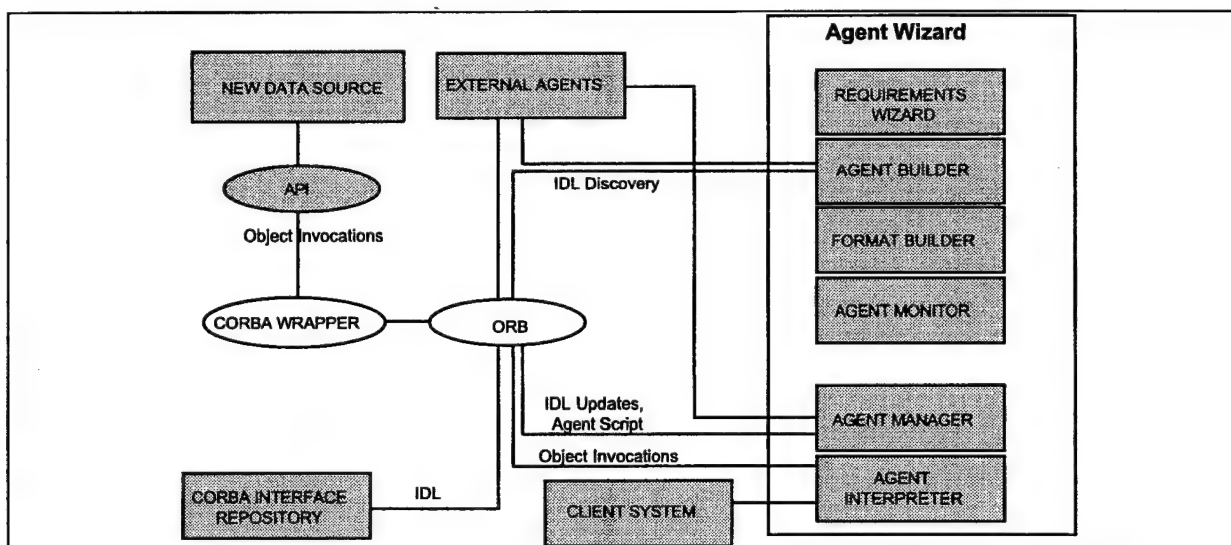 Agent Wizard
NEW DATA SOURCE
EXTERNAL AGENTS
REQUIREMENTS
WIZARD
API
IDL Discovery
AGENT BUILDER
Object Invocations
FORMAT BUILDER
CORBA WRAPPER
ORB
AGENT MONITOR
IDL Updates,
Agent Script
AGENT MANAGER
Object Invocations
CORBA INTERFACE
REPOSITORY
IDL
CLIENT SYSTEM
AGENT
INTERPRETER